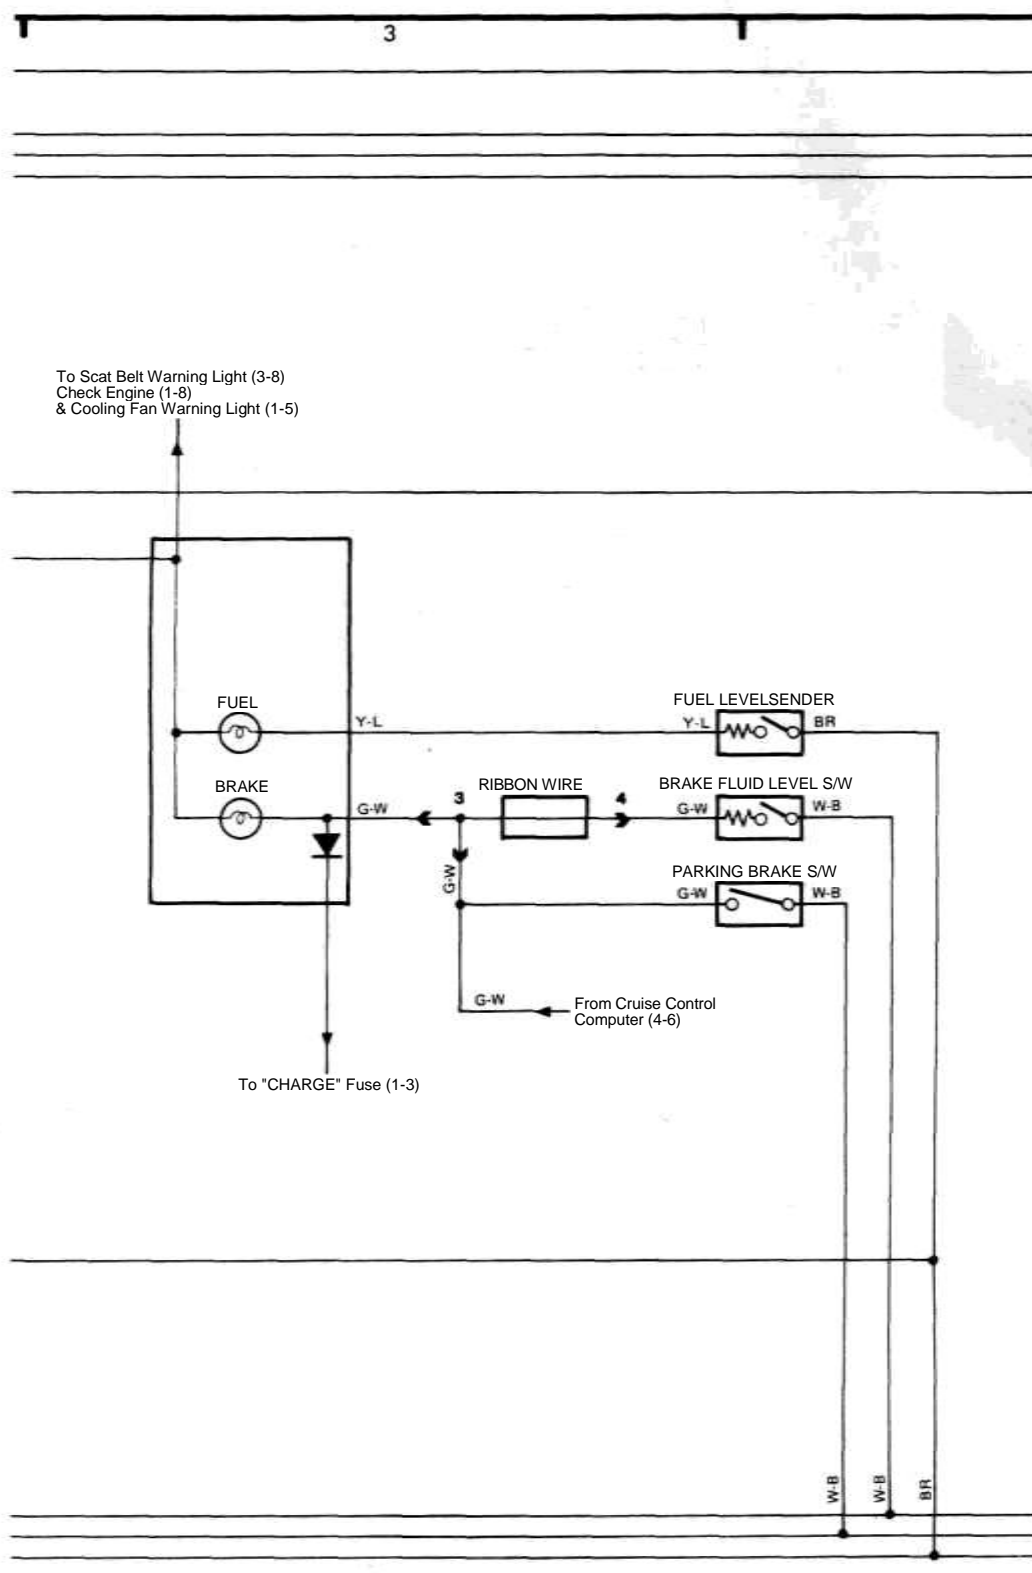 3
To Scat Belt Warning Light (3-8)
Check Engine (1-8)
& Cooling Fan Warning Light (1-5)
FUEL
Y-L
FUEL LEVELSENDER
Y-L
BR
BRAKE
G-W
3
RIBBON WIRE
4
BRAKE FLUID LEVEL S/W
G-W
W-B
G-W
PARKING BRAKE S/W
G-W
W-B
G-W
From Cruise Control
Computer (4-6)
To "CHARGE" Fuse (1-3)
W-B
W-B
BR